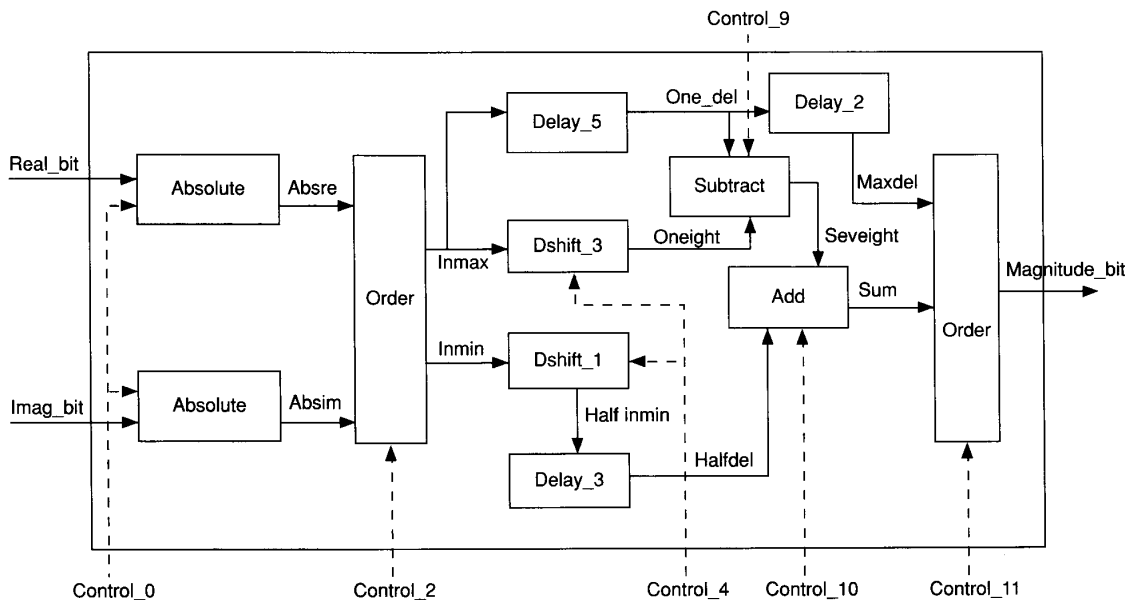 Control_9
One_del
Delay_5
Delay_2
Real_bit
Absolute
Absre
Subtract
Maxdel
Oneight
Seveight
Inmax
Dshift_3
Magnitude_bit
Order
Add
Sum
Order
Inmin
Dshift_1
Imag_bit
Absolute
Absim
Half inmin
Halfdel
Delay_3
Control_0
Control_2
Control_4
Control_10
Control_11